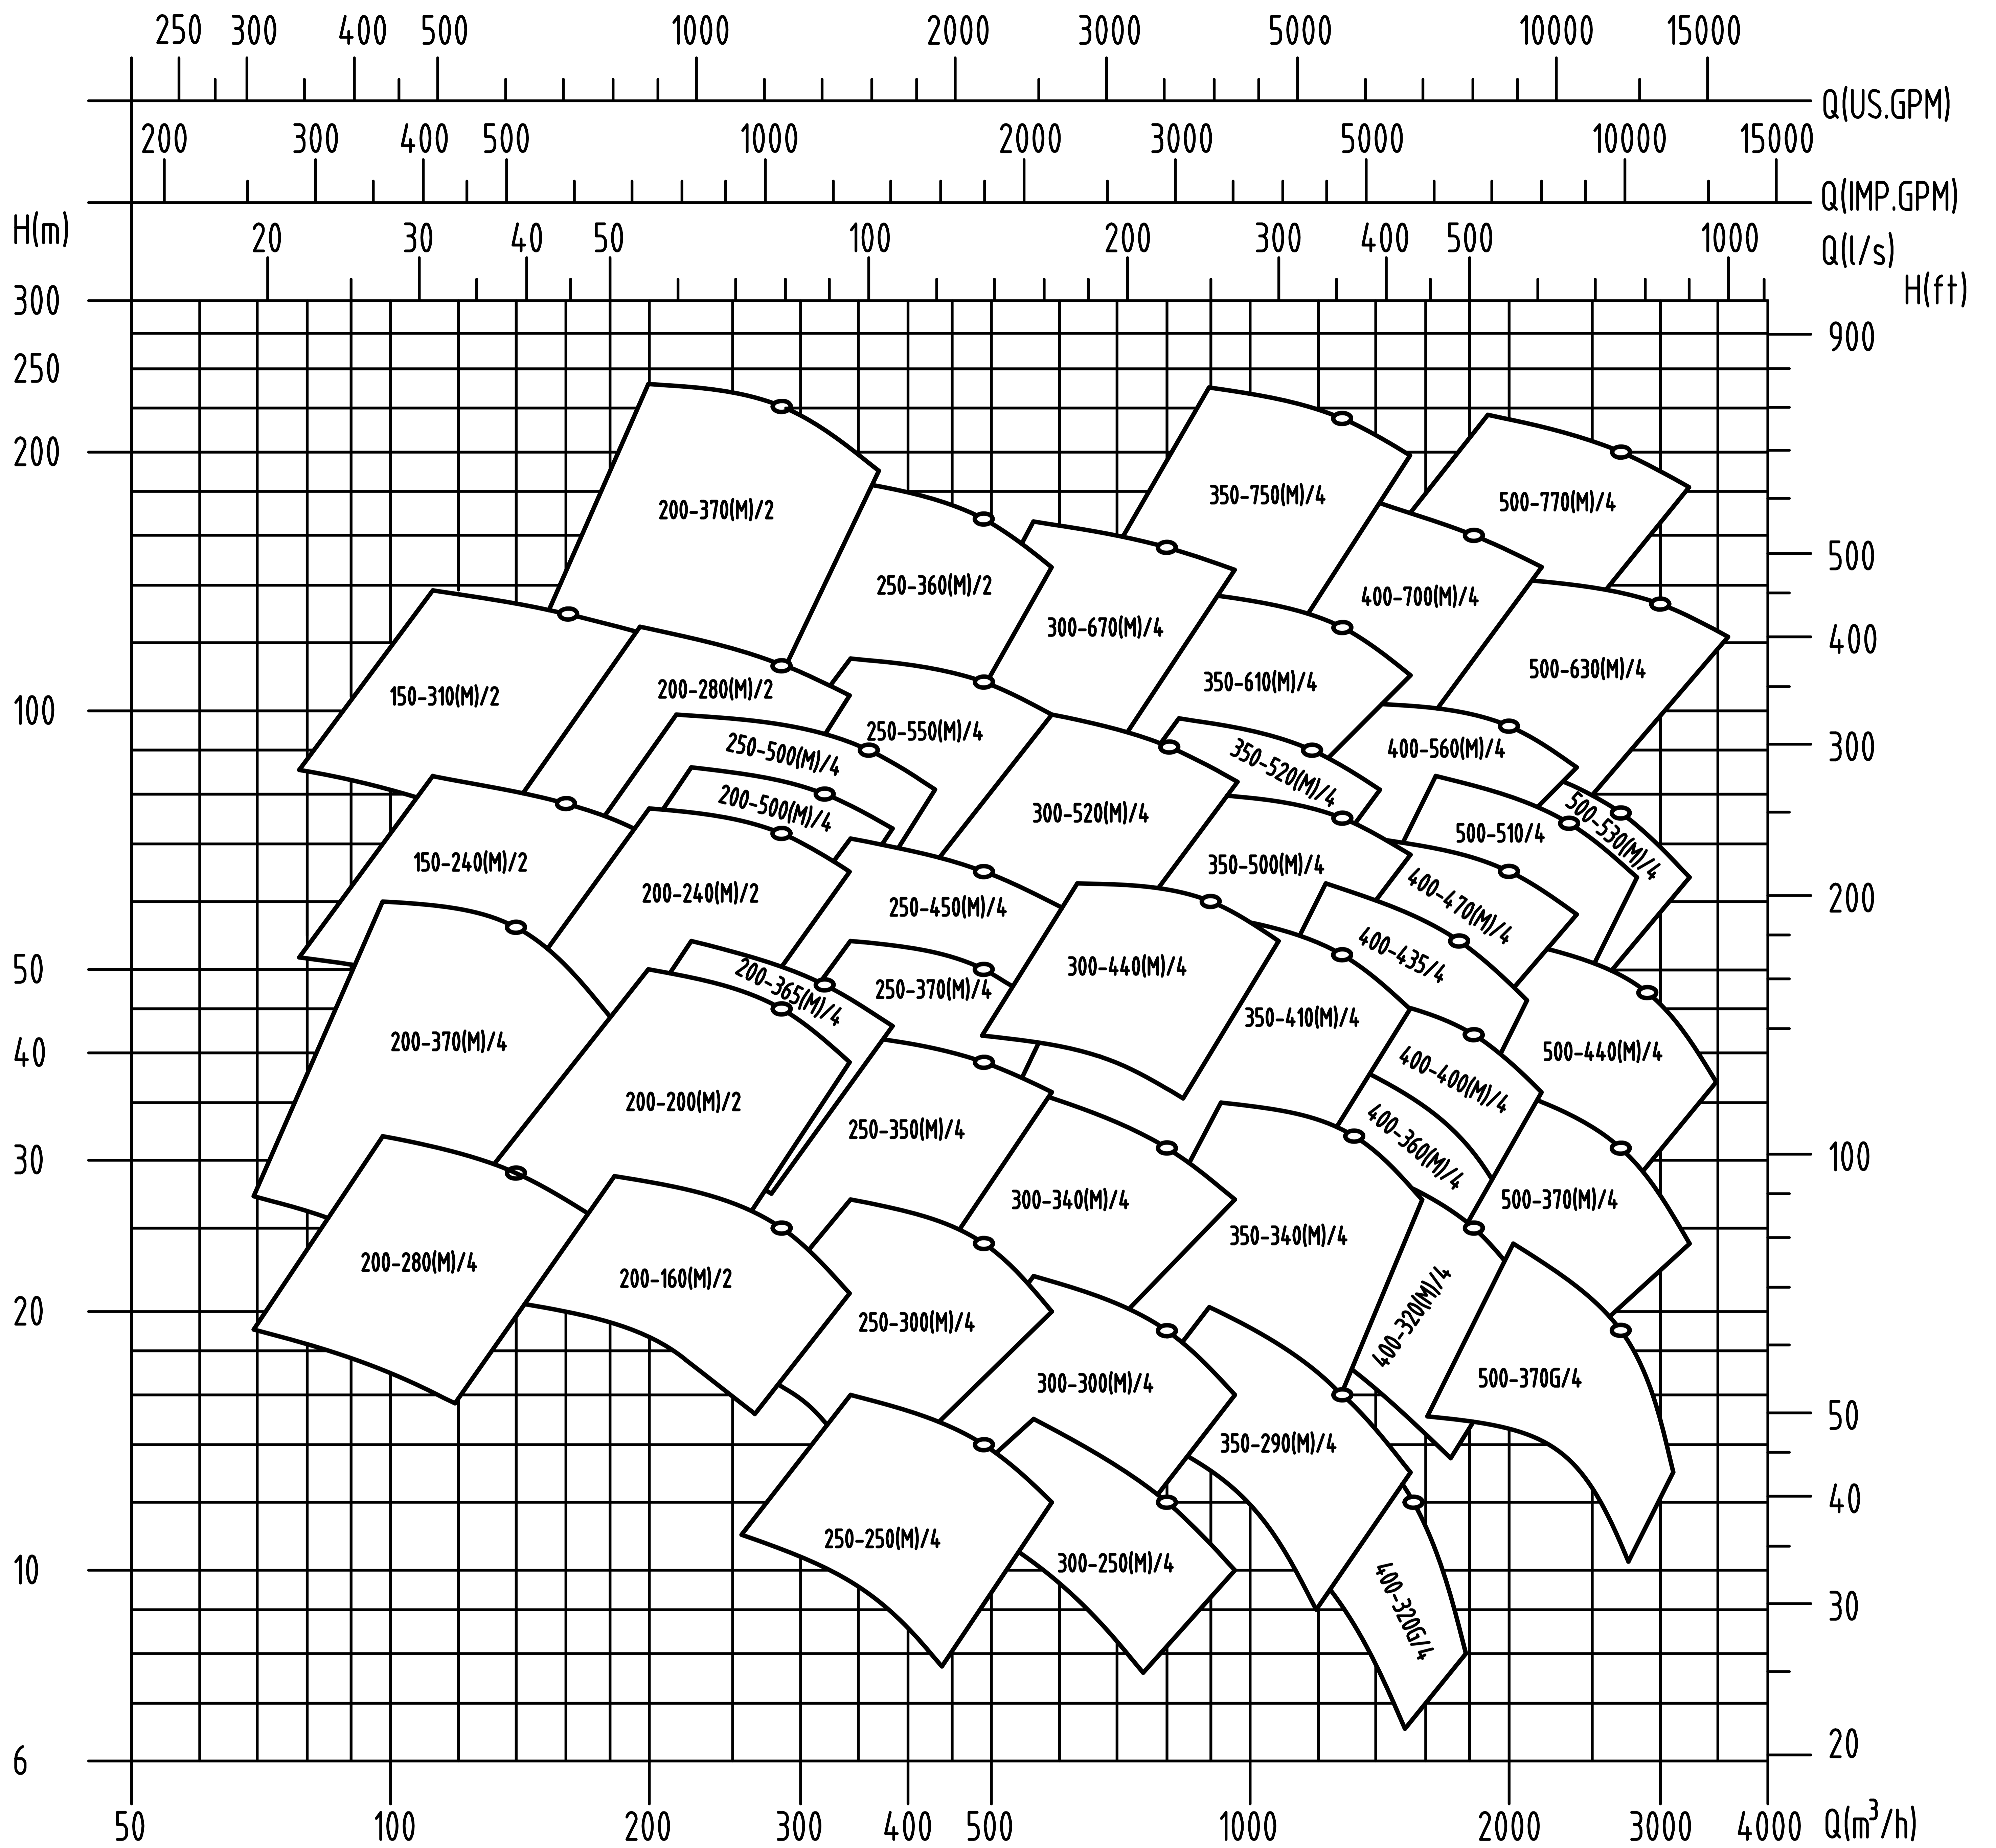 250 300 400 500 1000 2000 3000 5000 10000 15000
Q(US.GPM)
200 300 400 500 1000 2000 3000 5000 10000 15000
Q(IMP.GPM)
H(m)
20 30 40 50 100 200 300 400 500 1000
Q(l/s)
H(ft)
300
900
250
200
350-750(M)/4
500-770(M)/4
200-370(M)/2
500
250-360(M)/2
400-700(M)/4
300-670(M)/4
400
500-630(M)/4
350-610(M)/4
200-280(M)/2
150-310(M)/2
100
250-550(M)/4
300
400-560(M)/4
250-500(M)/4
350-520(M)/4
200-500(M)/4
300-520(M)/4
500-510/4
500-530(M)/4
150-240(M)/2
350-500(M)/4
200-240(M)/2
200
250-450(M)/4
400-470(M)/4
400-435/4
50
300-440(M)/4
200-365(M)/4
250-370(M)/4
350-410(M)/4
200-370(M)/4
40
500-440(M)/4
400-400(M)/4
200-200(M)/2
250-350(M)/4
400-360(M)/4
30
100
300-340(M)/4
500-370(M)/4
350-340(M)/4
200-280(M)/4
200-160(M)/2
20
250-300(M)/4
400-320(M)/4
300-300(M)/4
500-370G/4
50
350-290(M)/4
40
250-250(M)/4
10
300-250(M)/4
30
400-320G/4
20
6
50 100 200 300 400 500 1000 2000 3000 4000
Q(m³/h)